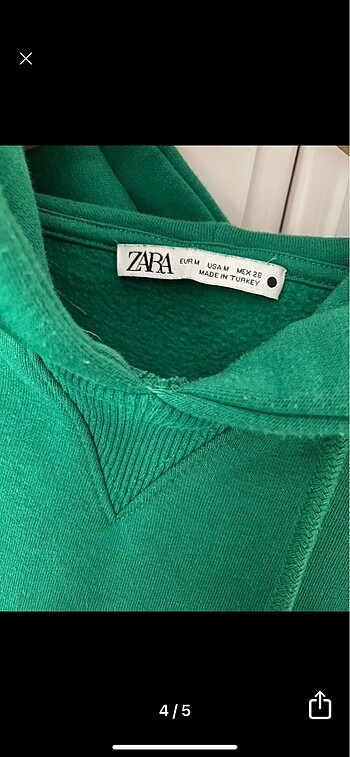 ZARA
EUR M USA M MEX 28
MADE IN TURKEY
4/5